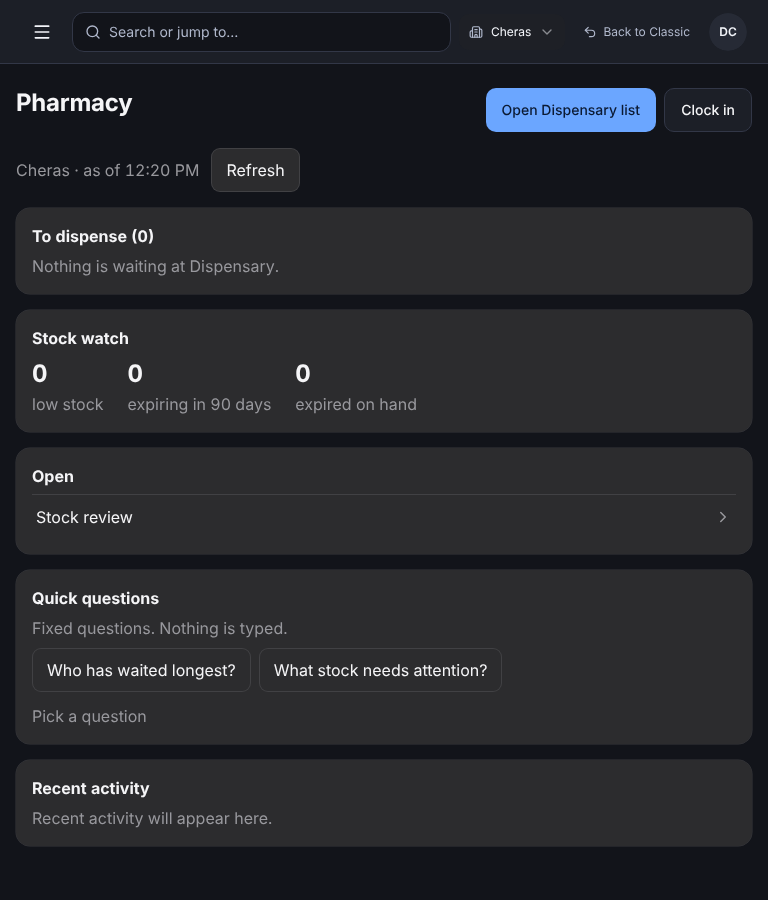 Search or jump to...
Cheras
Back to Classic
DC
Pharmacy
Open Dispensary list
Clock in
Cheras · as of 12:20 PM
Refresh
To dispense (0)
Nothing is waiting at Dispensary.
Stock watch
0 0 0
low stock expiring in 90 days expired on hand
Open
Stock review
Quick questions
Fixed questions. Nothing is typed.
Who has waited longest? What stock needs attention?
Pick a question
Recent activity
Recent activity will appear here.